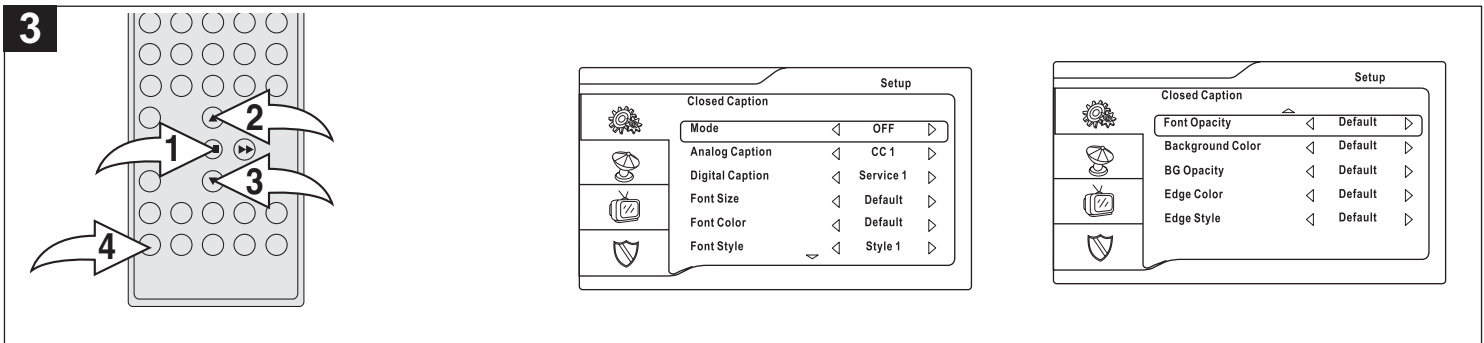 3
2
1
3
4
Setup
Closed Caption
Mode OFF
Analog Caption CC 1
Digital Caption Service 1
Font Size Default
Font Color Default
Font Style Style 1
Setup
Closed Caption
Font Opacity Default
Background Color Default
BG Opacity Default
Edge Color Default
Edge Style Default